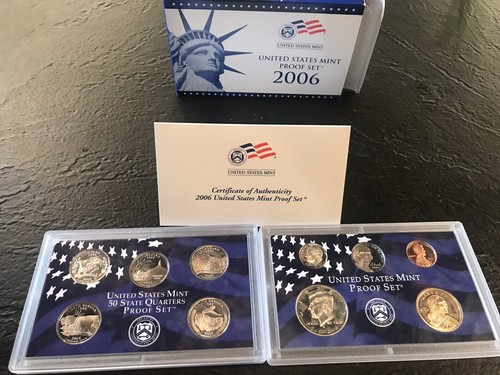 UNITED STATES MINT
UNITED STATES MINT
PROOF SET™
2006
UNITED STATES MINT
Certificate of Authenticity
2006 United States Mint Proof Set®
UNITED STATES MINT
50 STATE QUARTERS
PROOF SET™
UNITED STATES MINT
PROOF SET®